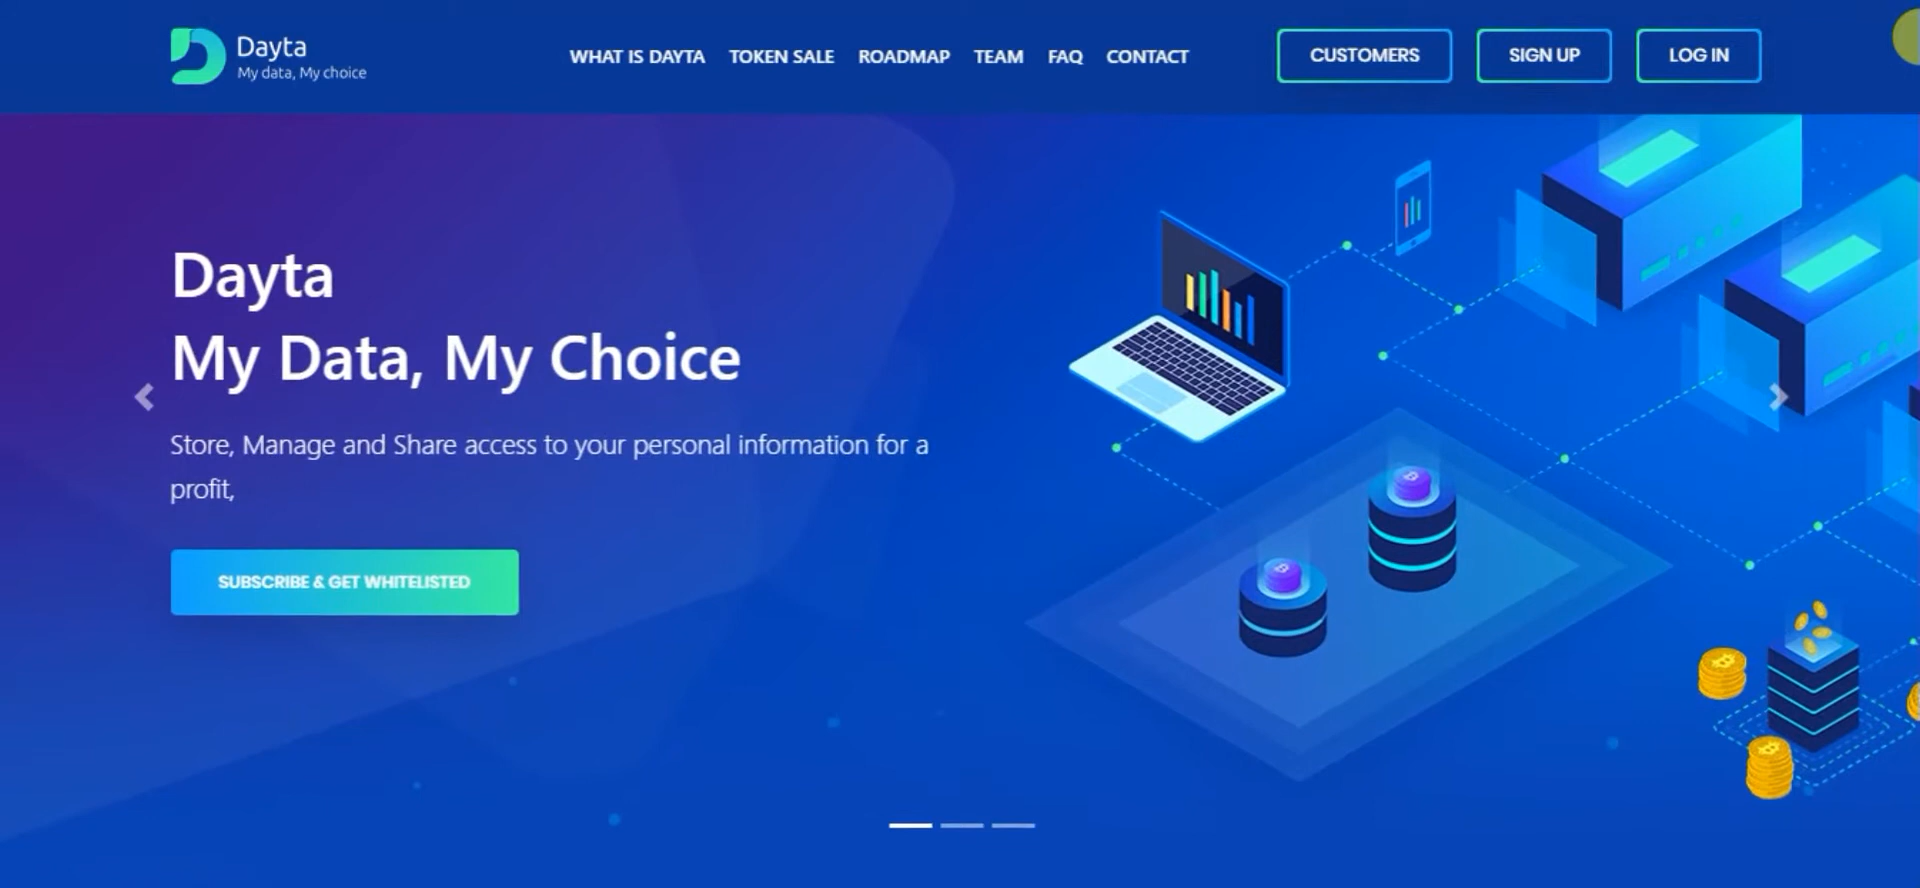 Dayta
My data, My choice
WHAT IS DAYTA TOKEN SALE ROADMAP TEAM FAQ CONTACT
CUSTOMERS
SIGN UP
LOG IN
Dayta
My Data, My Choice
Store, Manage and Share access to your personal information for a
profit,
SUBSCRIBE & GET WHITELISTED